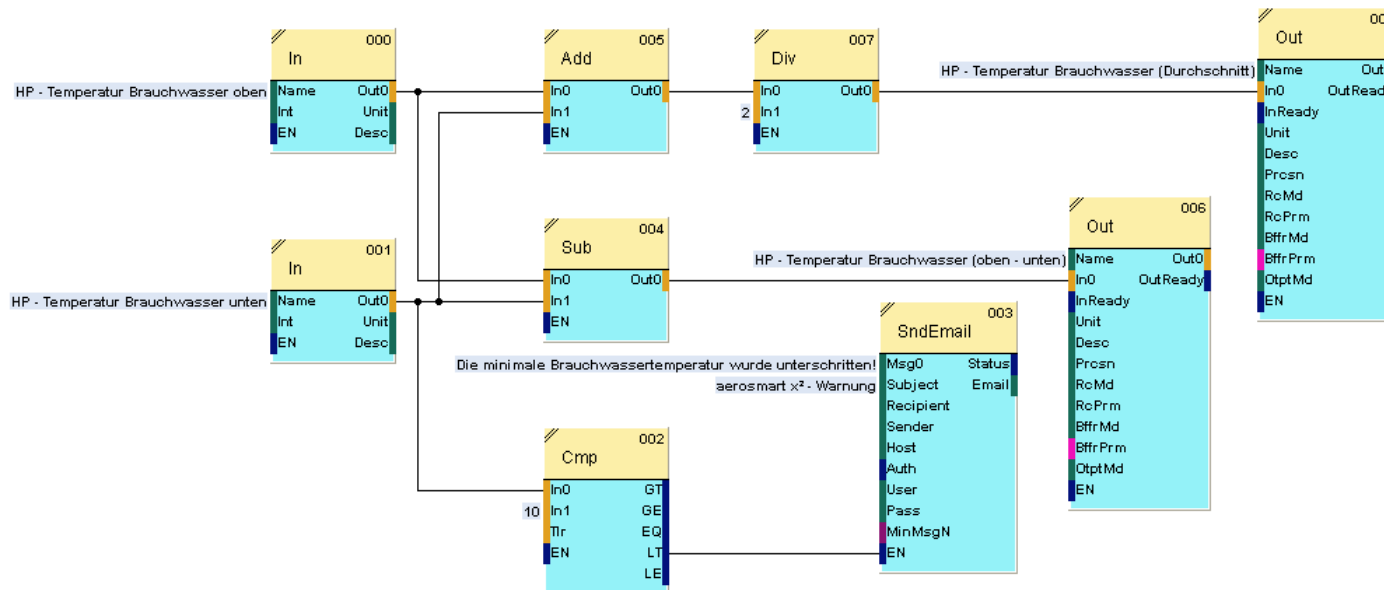 000
In
HP - Temperatur Brauchwasser oben
Name Out0
Int Unit
EN Desc
005
Add
In0 Out0
In1
EN
007
Div
In0 Out0
2 In1
EN
00
Out
HP - Temperatur Brauchwasser (Durchschnitt)
Name Out
In0 OutReady
InReady
Unit
Desc
Prcsn
RcMd
RcPrm
BffrMd
BffrPrm
OtptMd
EN
001
In
HP - Temperatur Brauchwasser unten
Name Out0
Int Unit
EN Desc
004
Sub
In0 Out0
In1
EN
006
Out
HP - Temperatur Brauchwasser (oben - unten)
Name Out0
In0 OutReady
InReady
Unit
Desc
Prcsn
RcMd
RcPrm
BffrMd
BffrPrm
OtptMd
EN
003
SndEmail
Die minimale Brauchwassertemperatur wurde unterschritten!
Msg0 Status
aerosmart x² - Warnung
Subject Email
Recipient
Sender
Host
Auth
User
Pass
MinMsgN
EN
002
Cmp
In0 GT
10 In1 GE
Tlr EQ
EN LT
LE